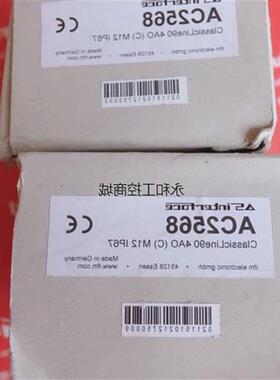 AS-interface
AC2568
ClassicLine90 4AO (C) M12 IP67
ifm electronic gmbh • 45128 Essen
Made in Germany
www.ifm.com
CE
永和工控商城
AS-interface
AC2568
ClassicLine90 4AO (C) M12 IP67
ifm electronic gmbh • 45128 Essen
Made in Germany
www.ifm.com
CE